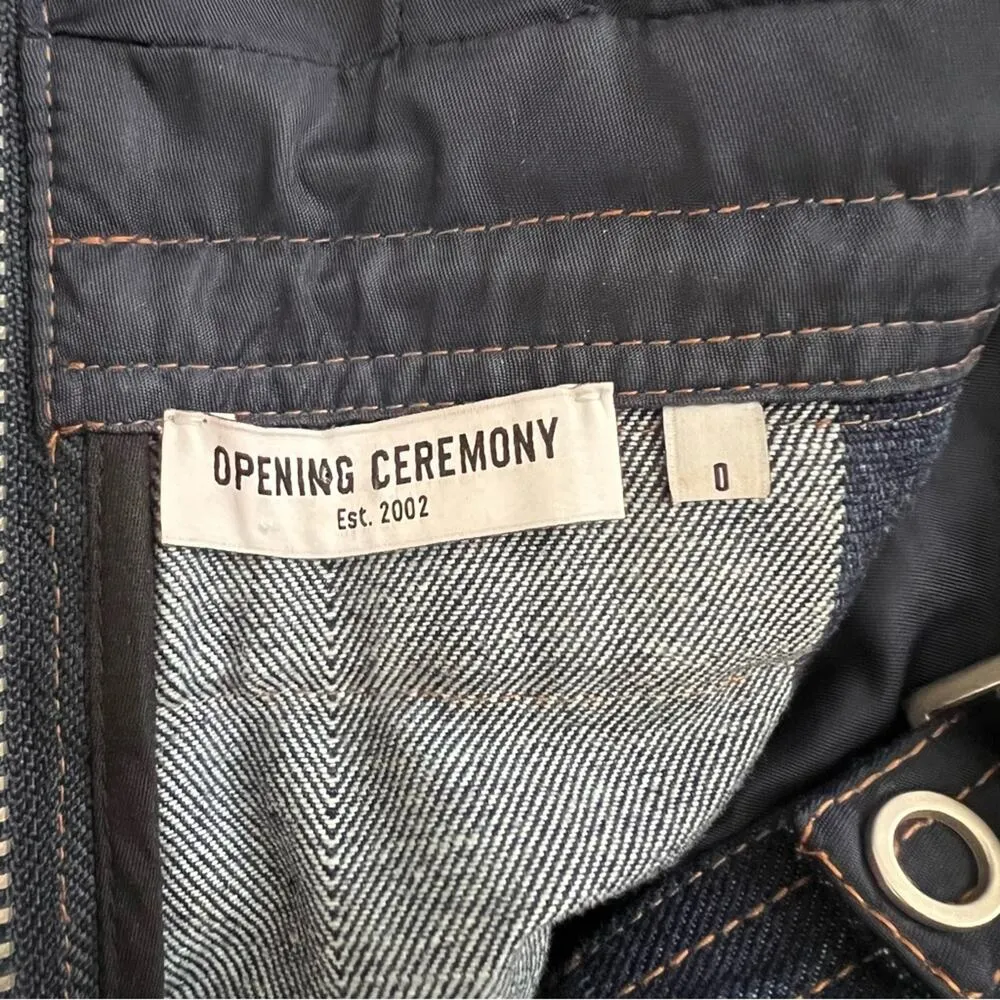 OPENING CEREMONY
Est. 2002
0